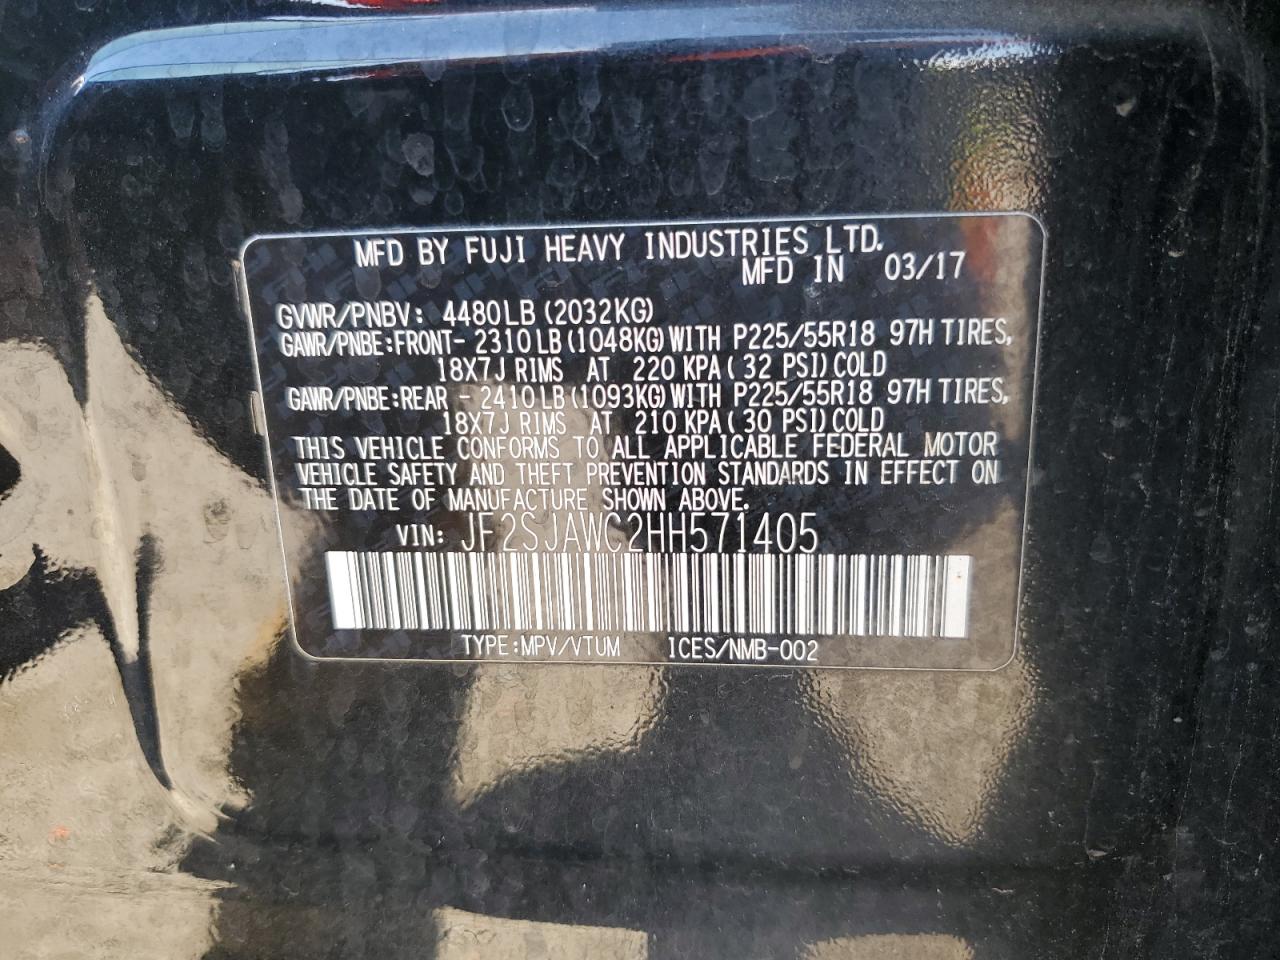 MFD BY FUJI HEAVY INDUSTRIES LTD.
MFD IN 03/17
GVWR/PNBV: 4480LB (2032KG)
GAWR/PNBE:FRONT- 2310LB (1048KG)WITH P225/55R18 97H TIRES,
18X7J RIMS AT 220 KPA( 32 PSI)COLD
GAWR/PNBE:REAR - 2410LB (1093KG)WITH P225/55R18 97H TIRES,
18X7J RIMS AT 210 KPA( 30 PSI)COLD
THIS VEHICLE CONFORMS TO ALL APPLICABLE FEDERAL MOTOR
VEHICLE SAFETY AND THEFT PREVENTION STANDARDS IN EFFECT ON
THE DATE OF MANUFACTURE SHOWN ABOVE.
VIN: JF2SJAWC2HH571405
TYPE:MPV/VTUM ICES/NMB-002